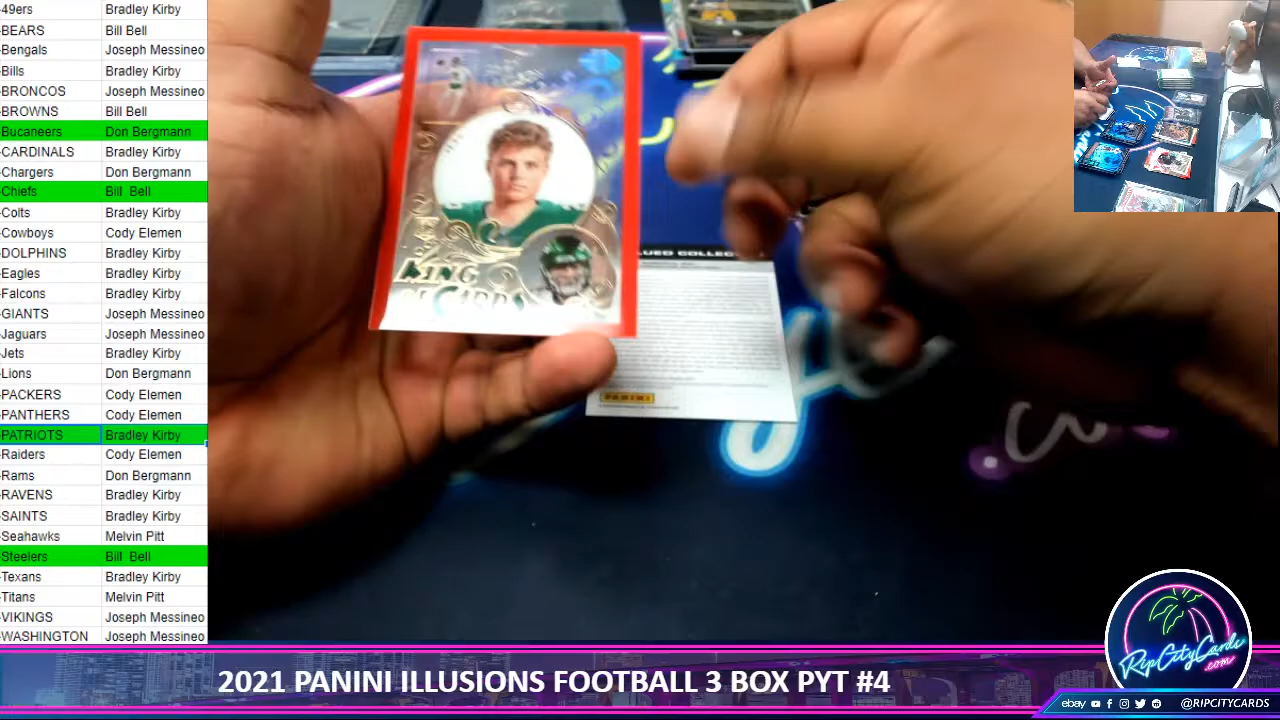 -49ers Bradley Kirby
-BEARS Bill Bell
-Bengals Joseph Messineo
-Bills Bradley Kirby
-BRONCOS Joseph Messineo
-BROWNS Bill Bell
-Bucaneers Don Bergmann
-CARDINALS Bradley Kirby
-Chargers Don Bergmann
-Chiefs Bill Bell
-Colts Bradley Kirby
-Cowboys Cody Elemen
-DOLPHINS Bradley Kirby
-Eagles Bradley Kirby
-Falcons Bradley Kirby
-GIANTS Joseph Messineo
-Jaguars Joseph Messineo
-Jets Bradley Kirby
-Lions Don Bergmann
-PACKERS Cody Elemen
-PANTHERS Cody Elemen
-PATRIOTS Bradley Kirby
-Raiders Cody Elemen
-Rams Don Bergmann
-RAVENS Bradley Kirby
-SAINTS Bradley Kirby
-Seahawks Melvin Pitt
-Steelers Bill Bell
-Texans Bradley Kirby
-Titans Melvin Pitt
-VIKINGS Joseph Messineo
-WASHINGTON Joseph Messineo
KING
PANINI
RipCityCards
.com
2021 PANINI ILLUSIONS FOOTBALL 3 BOX PYT #4
ebay @RIPCITYCARDS